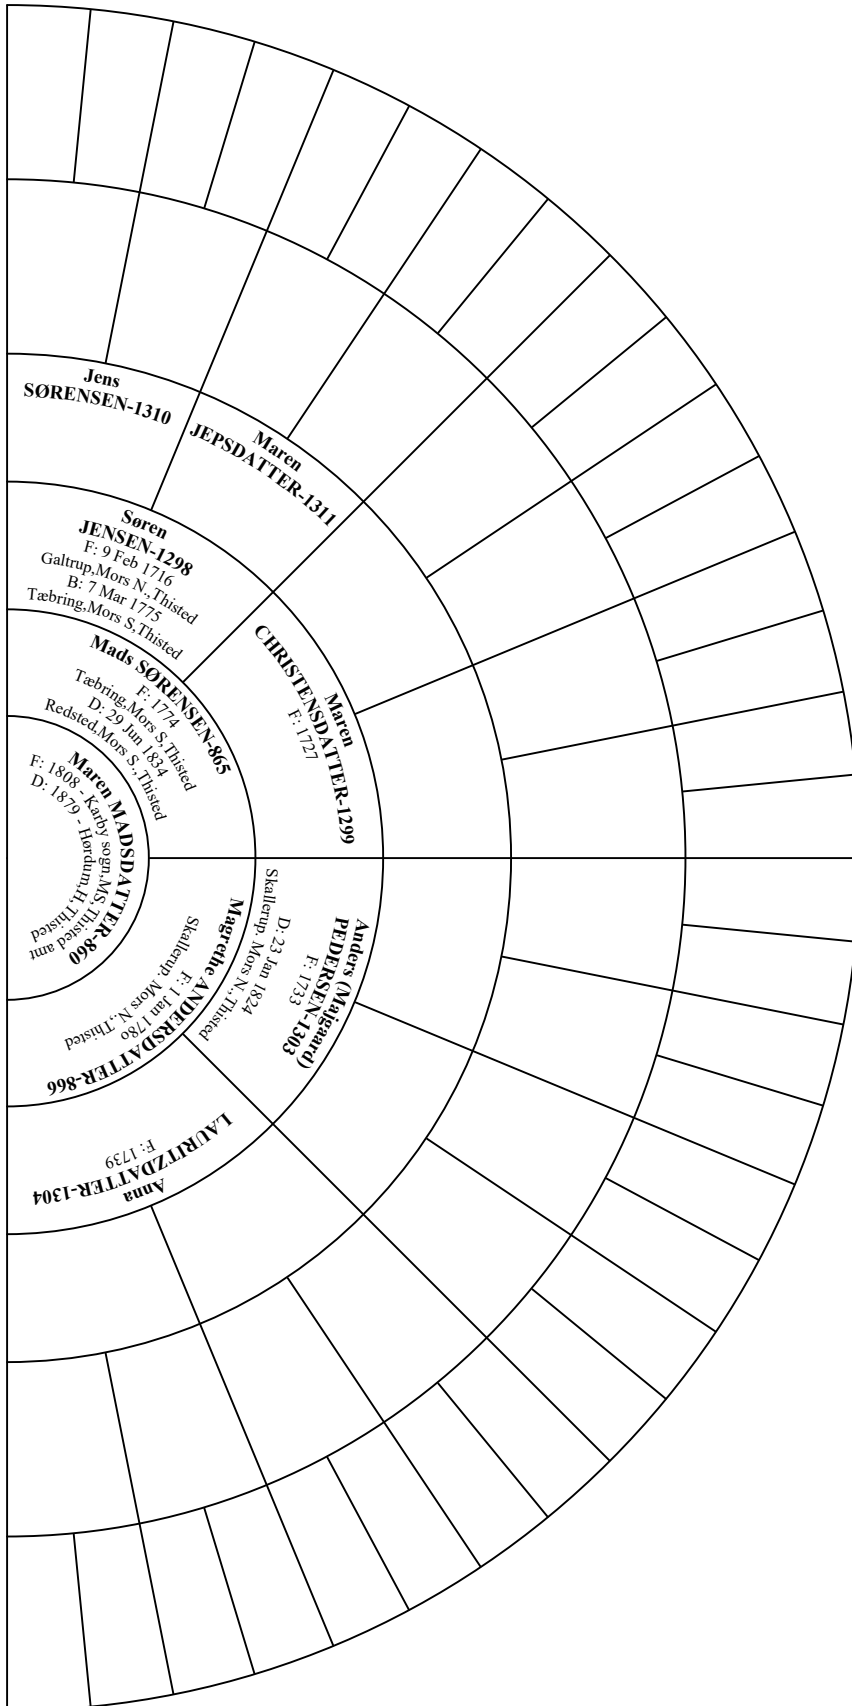 Jens
SØRENSEN-1310
Maren
JEPSDATTER-1311
Søren
JENSEN-1298
F: 9 Feb 1716
Galtrup,Mors N.,Thisted
B: 7 Mar 1775
Tæbring,Mors S,Thisted
Maren
CHRISTENSDATTER-1299
F: 1727
Mads SØRENSEN-865
F: 1774
Tæbring,Mors S,Thisted
D: 29 Jun 1834
Redsted,Mors S.,Thisted
Maren MADSDATTER-860
F: 1808 - Karby sogn,MS,Thisted amt
D: 1879 - Hørdum,H,Thisted
Magrethe ANDERSDATTER-866
F: 1 Jan 1780
Skallerup, Mors N.,Thisted
Anders (Majgaard)
PEDERSEN-1303
F: 1733
D: 23 Jan 1824
Skallerup, Mors N,Thisted
Anna
LAURITZDATTER-1304
F: 1739